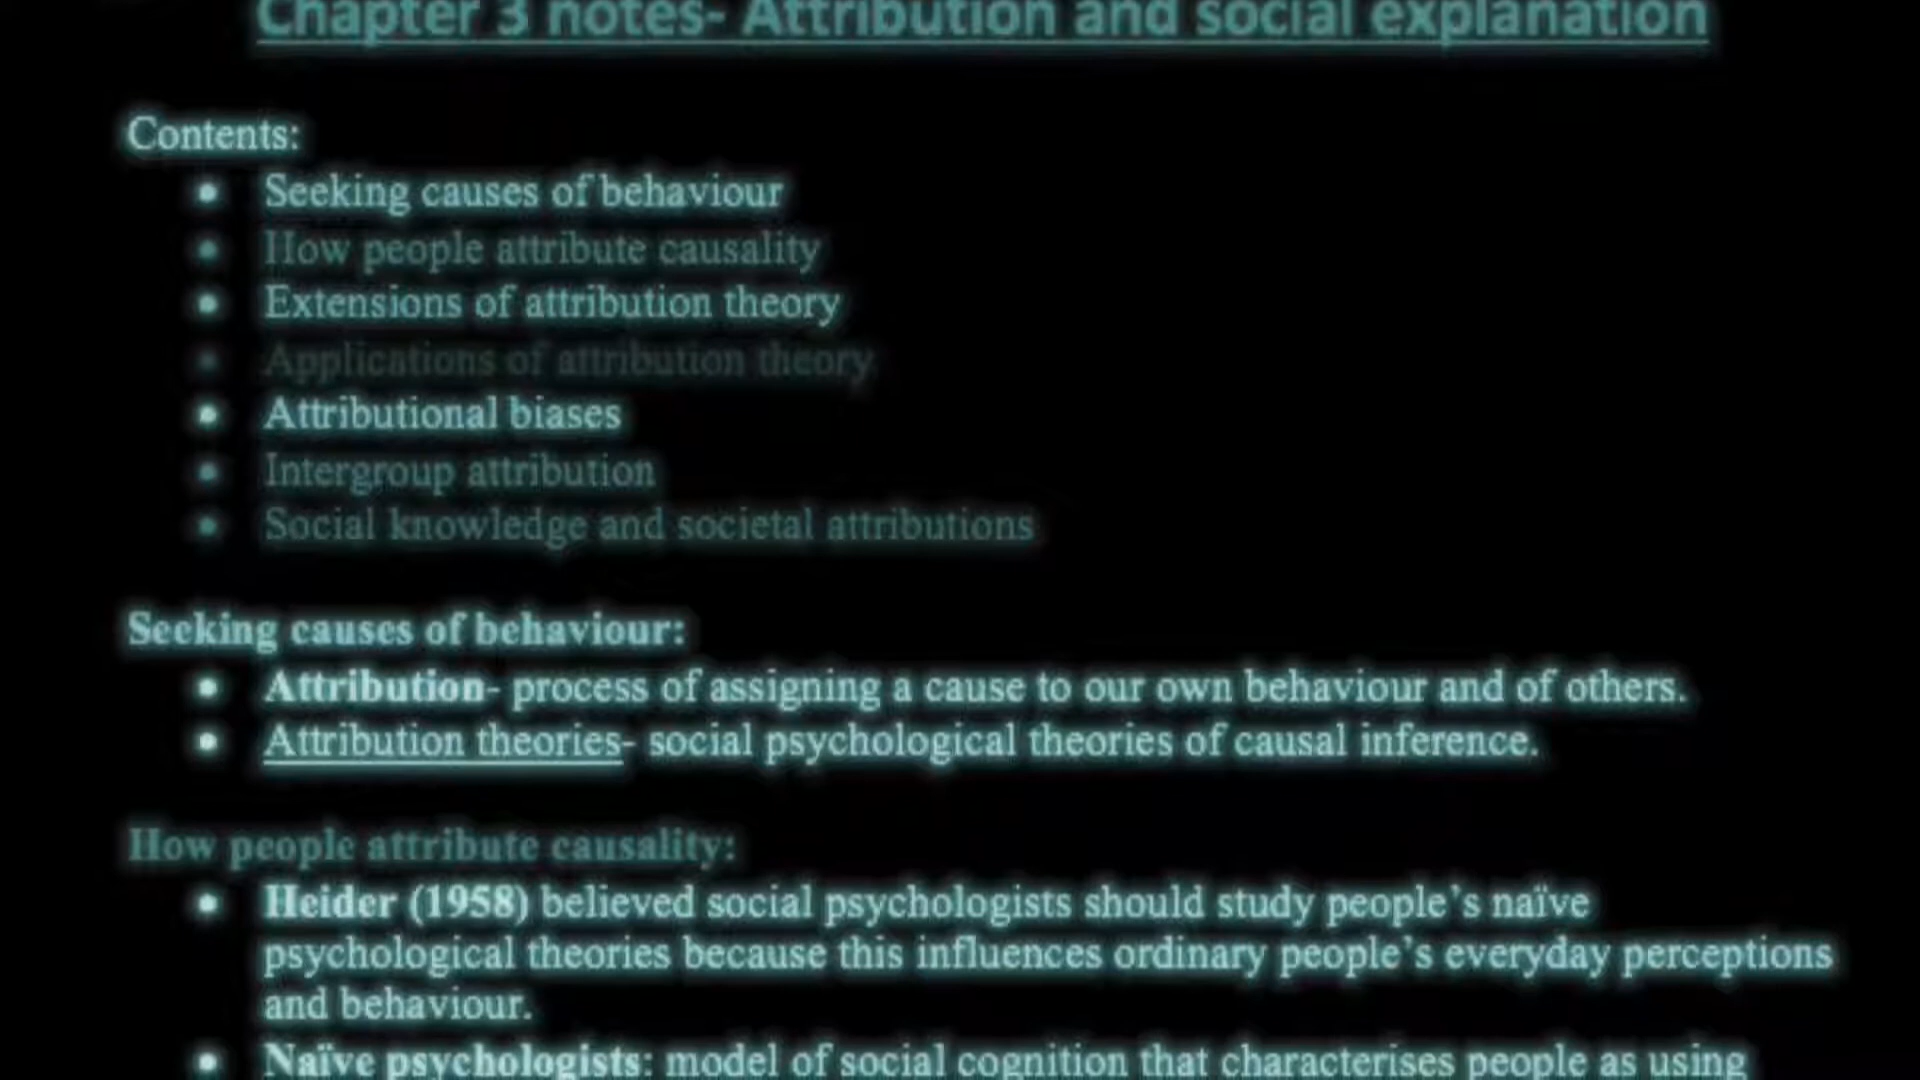 Chapter 3 notes- Attribution and social explanation
Contents:
• Seeking causes of behaviour
• How people attribute causality
• Extensions of attribution theory
• Applications of attribution theory
• Attributional biases
• Intergroup attribution
• Social knowledge and societal attributions
Seeking causes of behaviour:
• Attribution- process of assigning a cause to our own behaviour and of others.
• Attribution theories- social psychological theories of causal inference.
How people attribute causality:
• Heider (1958) believed social psychologists should study people’s naïve
psychological theories because this influences ordinary people’s everyday perceptions
and behaviour.
• Naïve psychologists: model of social cognition that characterises people as using